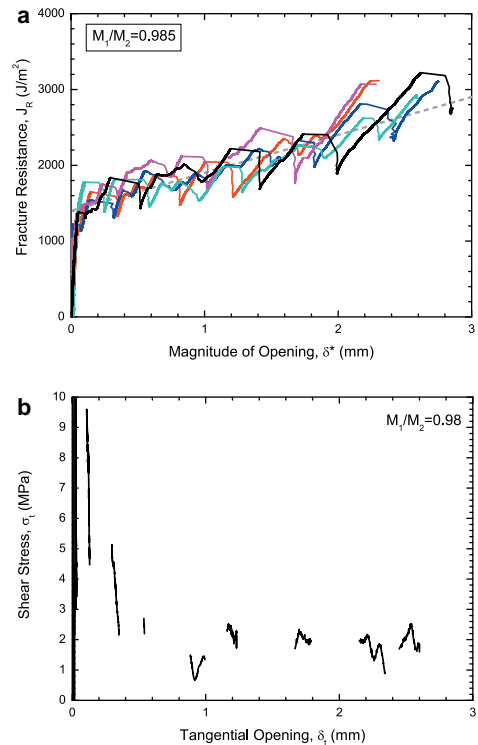 a
4000
M₁/M₂=0.985
3000
2000
1000
0
Fracture Resistance, J_R (J/m²)
0 1 2 3
Magnitude of Opening, δ* (mm)
b
10
M₁/M₂=0.98
9
8
7
6
5
4
3
2
1
0
Shear Stress, σₜ (MPa)
0 1 2 3
Tangential Opening, δₜ (mm)